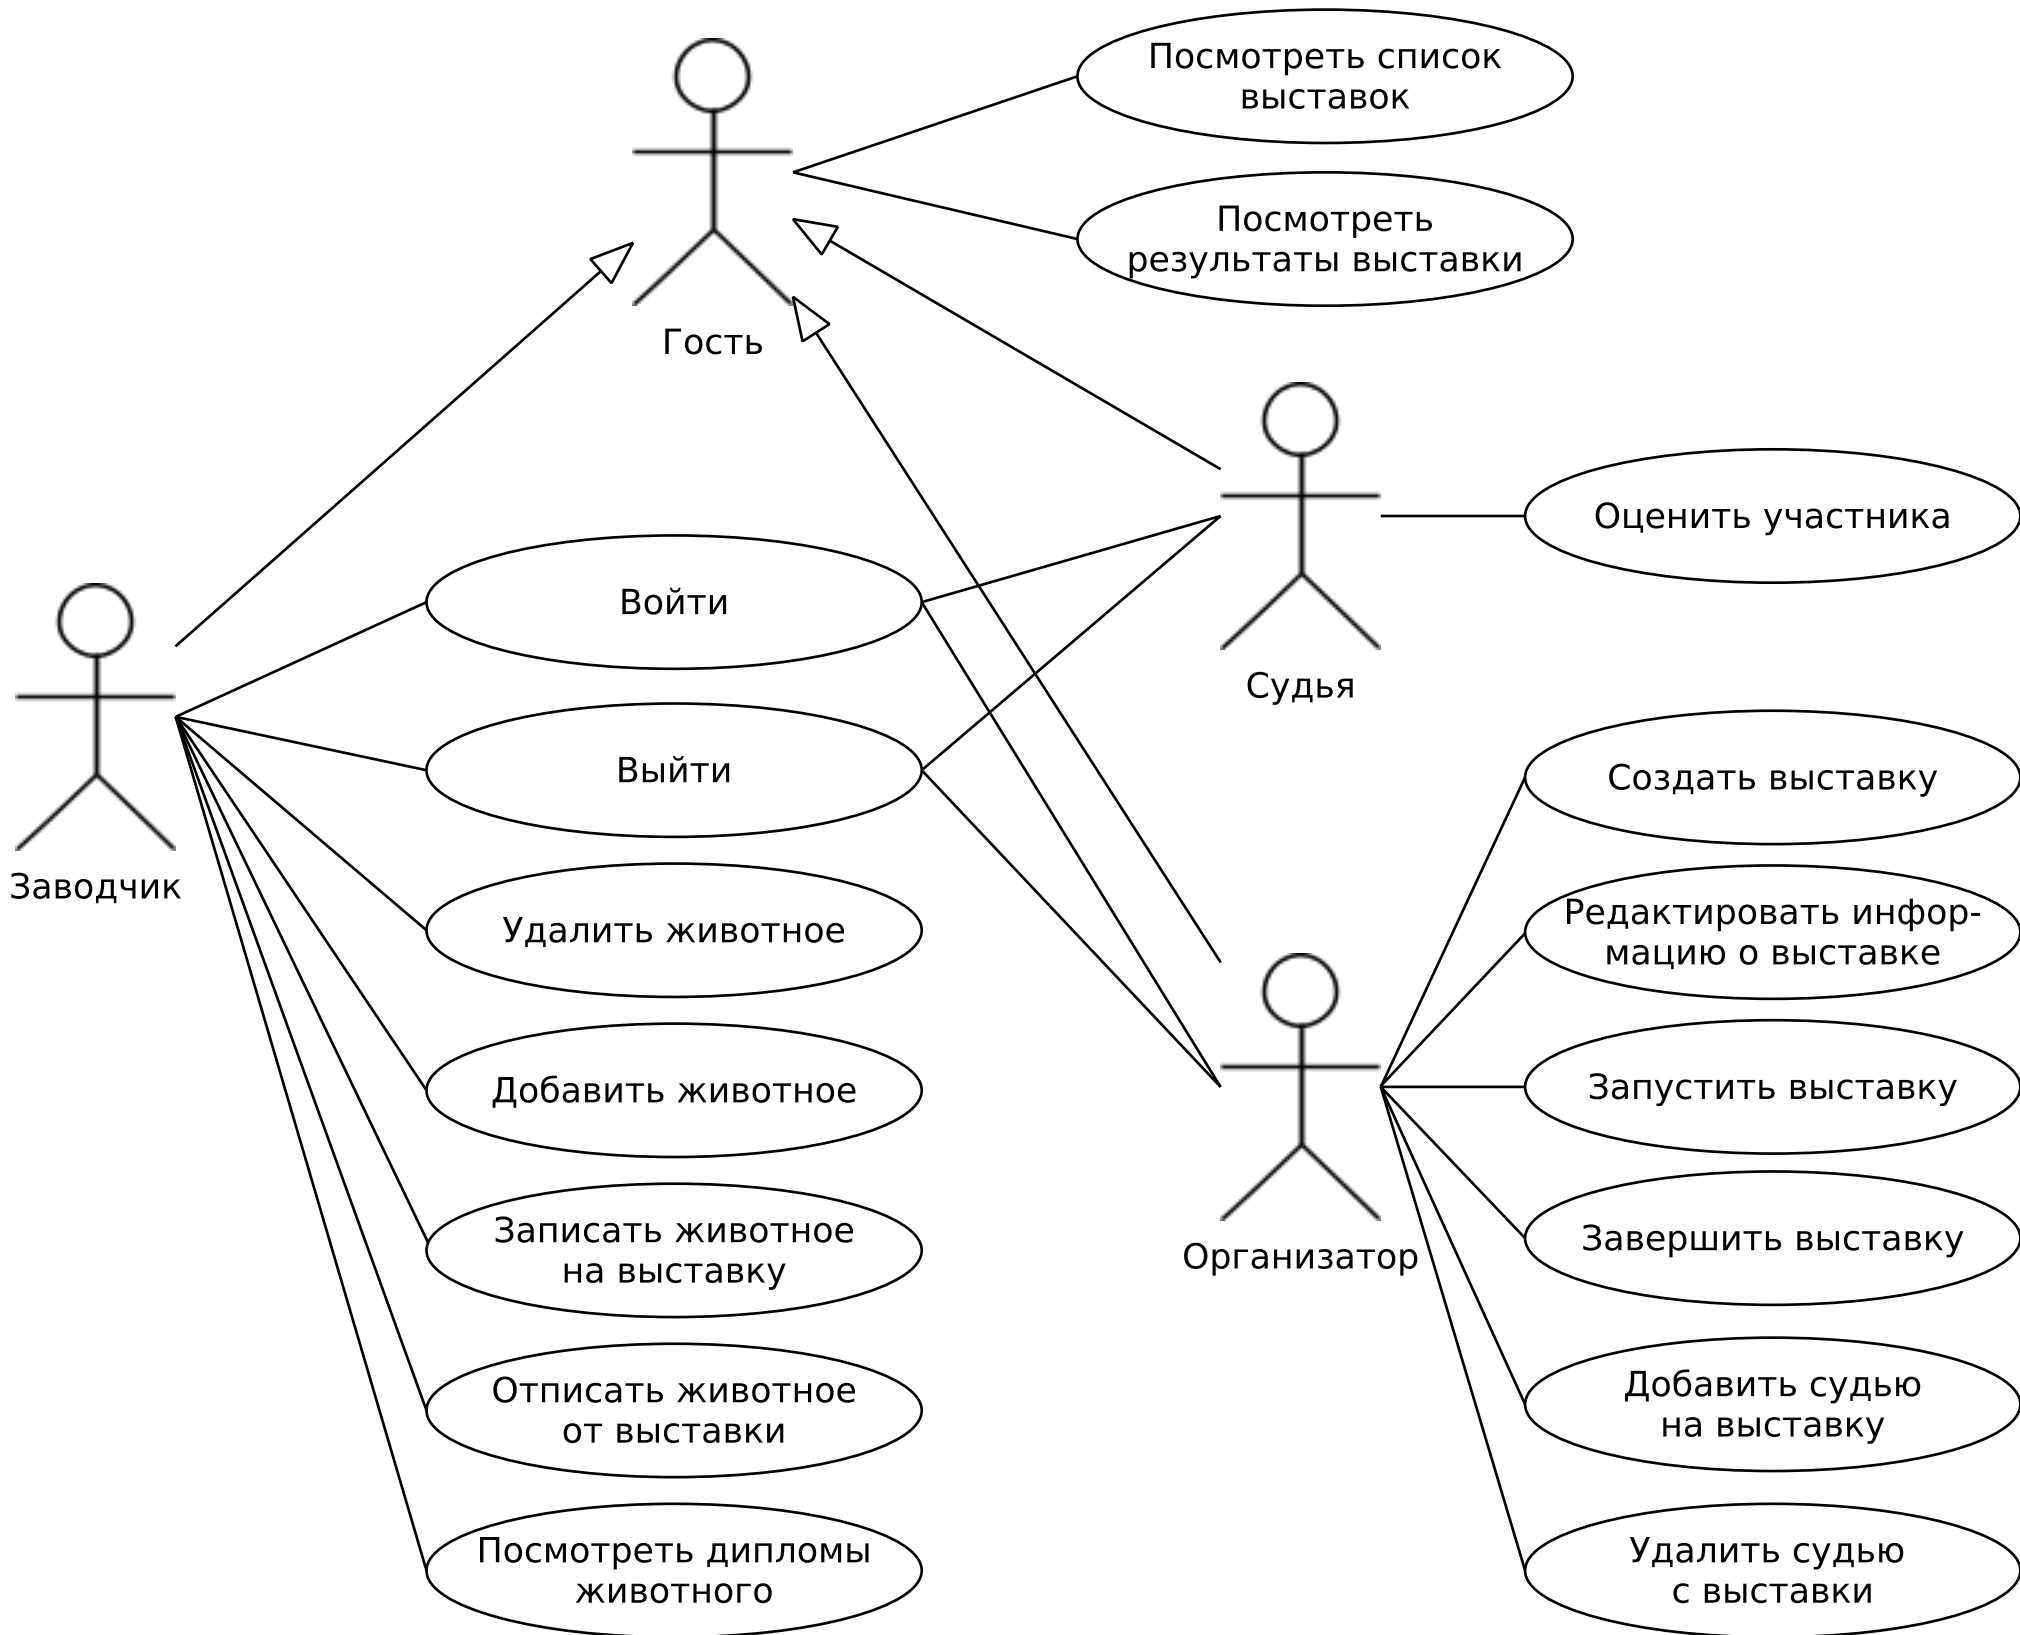 Посмотреть список
выставок
Посмотреть
результаты выставки
Гость
Оценить участника
Войти
Судья
Выйти
Создать выставку
Заводчик
Редактировать инфор-
мацию о выставке
Удалить животное
Добавить животное
Запустить выставку
Записать животное
на выставку
Завершить выставку
Организатор
Отписать животное
от выставки
Добавить судью
на выставку
Посмотреть дипломы
животного
Удалить судью
с выставки